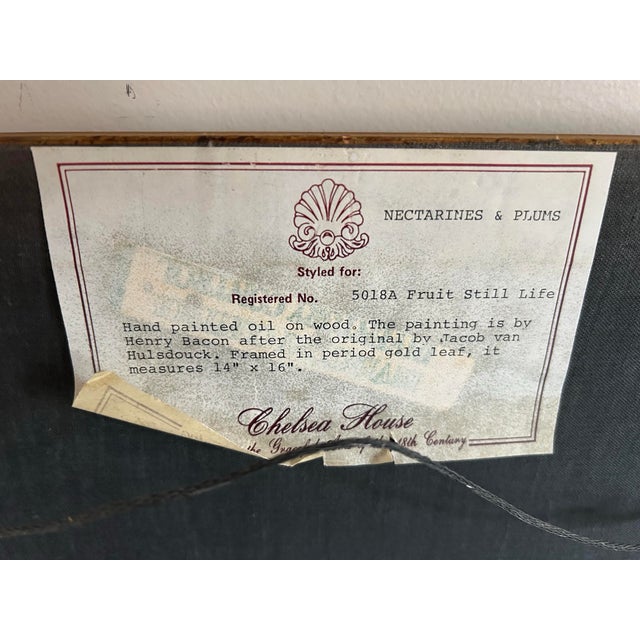 NECTARINES & PLUMS
Styled for:
Registered No. 5018A Fruit Still Life
Hand painted oil on wood. The painting is by
Henry Bacon after the original by Jacob van
Hulsdouck. Framed in period gold leaf, it
measures 14" x 16".
Chelsea House
the 18th Century